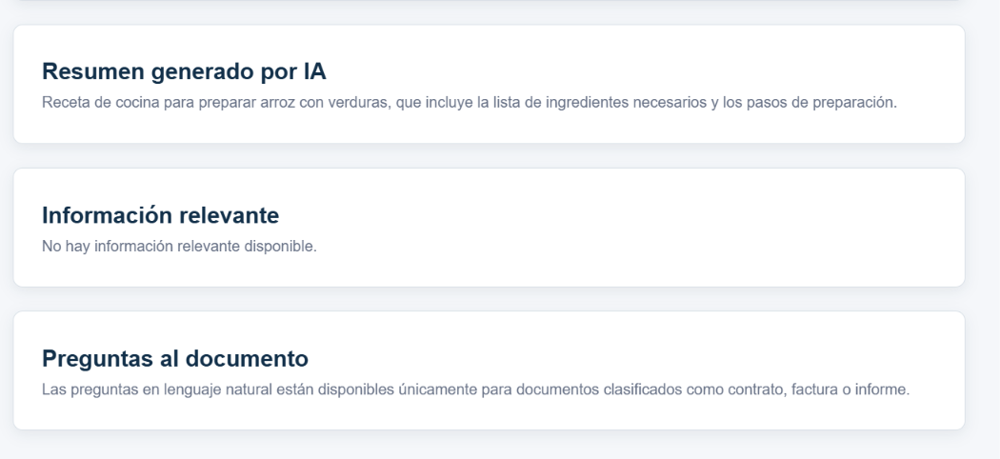 Resumen generado por IA
Receta de cocina para preparar arroz con verduras, que incluye la lista de ingredientes necesarios y los pasos de preparación.
Información relevante
No hay información relevante disponible.
Preguntas al documento
Las preguntas en lenguaje natural están disponibles únicamente para documentos clasificados como contrato, factura o informe.